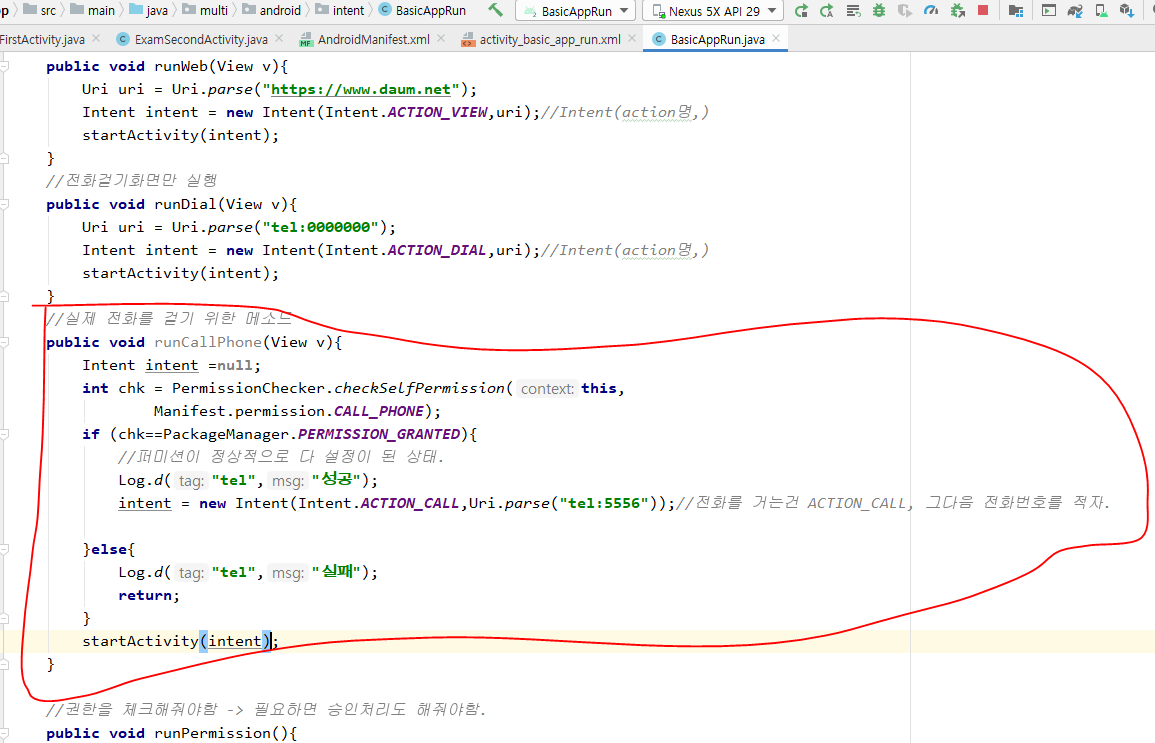 op src main java multi android intent BasicAppRun BasicAppRun Nexus 5X API 29
FirstActivity.java ExamSecondActivity.java AndroidManifest.xml activity_basic_app_run.xml BasicAppRun.java
public void runWeb(View v){
Uri uri = Uri.parse("https://www.daum.net");
Intent intent = new Intent(Intent.ACTION_VIEW,uri);//Intent(action명,)
startActivity(intent);
}
//전화걸기화면만 실행
public void runDial(View v){
Uri uri = Uri.parse("tel:0000000");
Intent intent = new Intent(Intent.ACTION_DIAL,uri);//Intent(action명,)
startActivity(intent);
}
//실제 전화를 걸기 위한 메소드
public void runCallPhone(View v){
Intent intent =null;
int chk = PermissionChecker.checkSelfPermission( context: this,
Manifest.permission.CALL_PHONE);
if (chk==PackageManager.PERMISSION_GRANTED){
//퍼미션이 정상적으로 다 설정이 된 상태.
Log.d( tag: "tel", msg: "성공");
intent = new Intent(Intent.ACTION_CALL,Uri.parse("tel:5556"));//전화를 거는건 ACTION_CALL, 그다음 전화번호를 적자.
}else{
Log.d( tag: "tel", msg: "실패");
return;
}
startActivity(intent);
}
//권한을 체크해줘야함 -> 필요하면 승인처리도 해줘야함.
public void runPermission(){